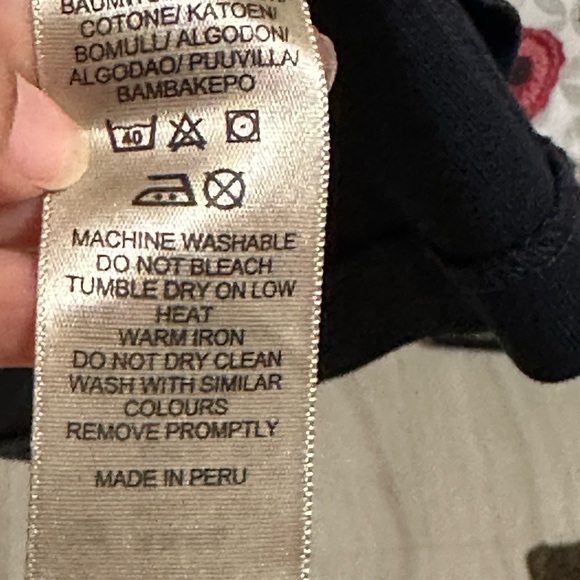 COTONE/ KATOEN/
BOMULL/ ALGODON/
ALGODAO/ PUUVILLA/
BAMBAKEPO
40
MACHINE WASHABLE
DO NOT BLEACH
TUMBLE DRY ON LOW
HEAT
WARM IRON
DO NOT DRY CLEAN
WASH WITH SIMILAR
COLOURS
REMOVE PROMPTLY
MADE IN PERU